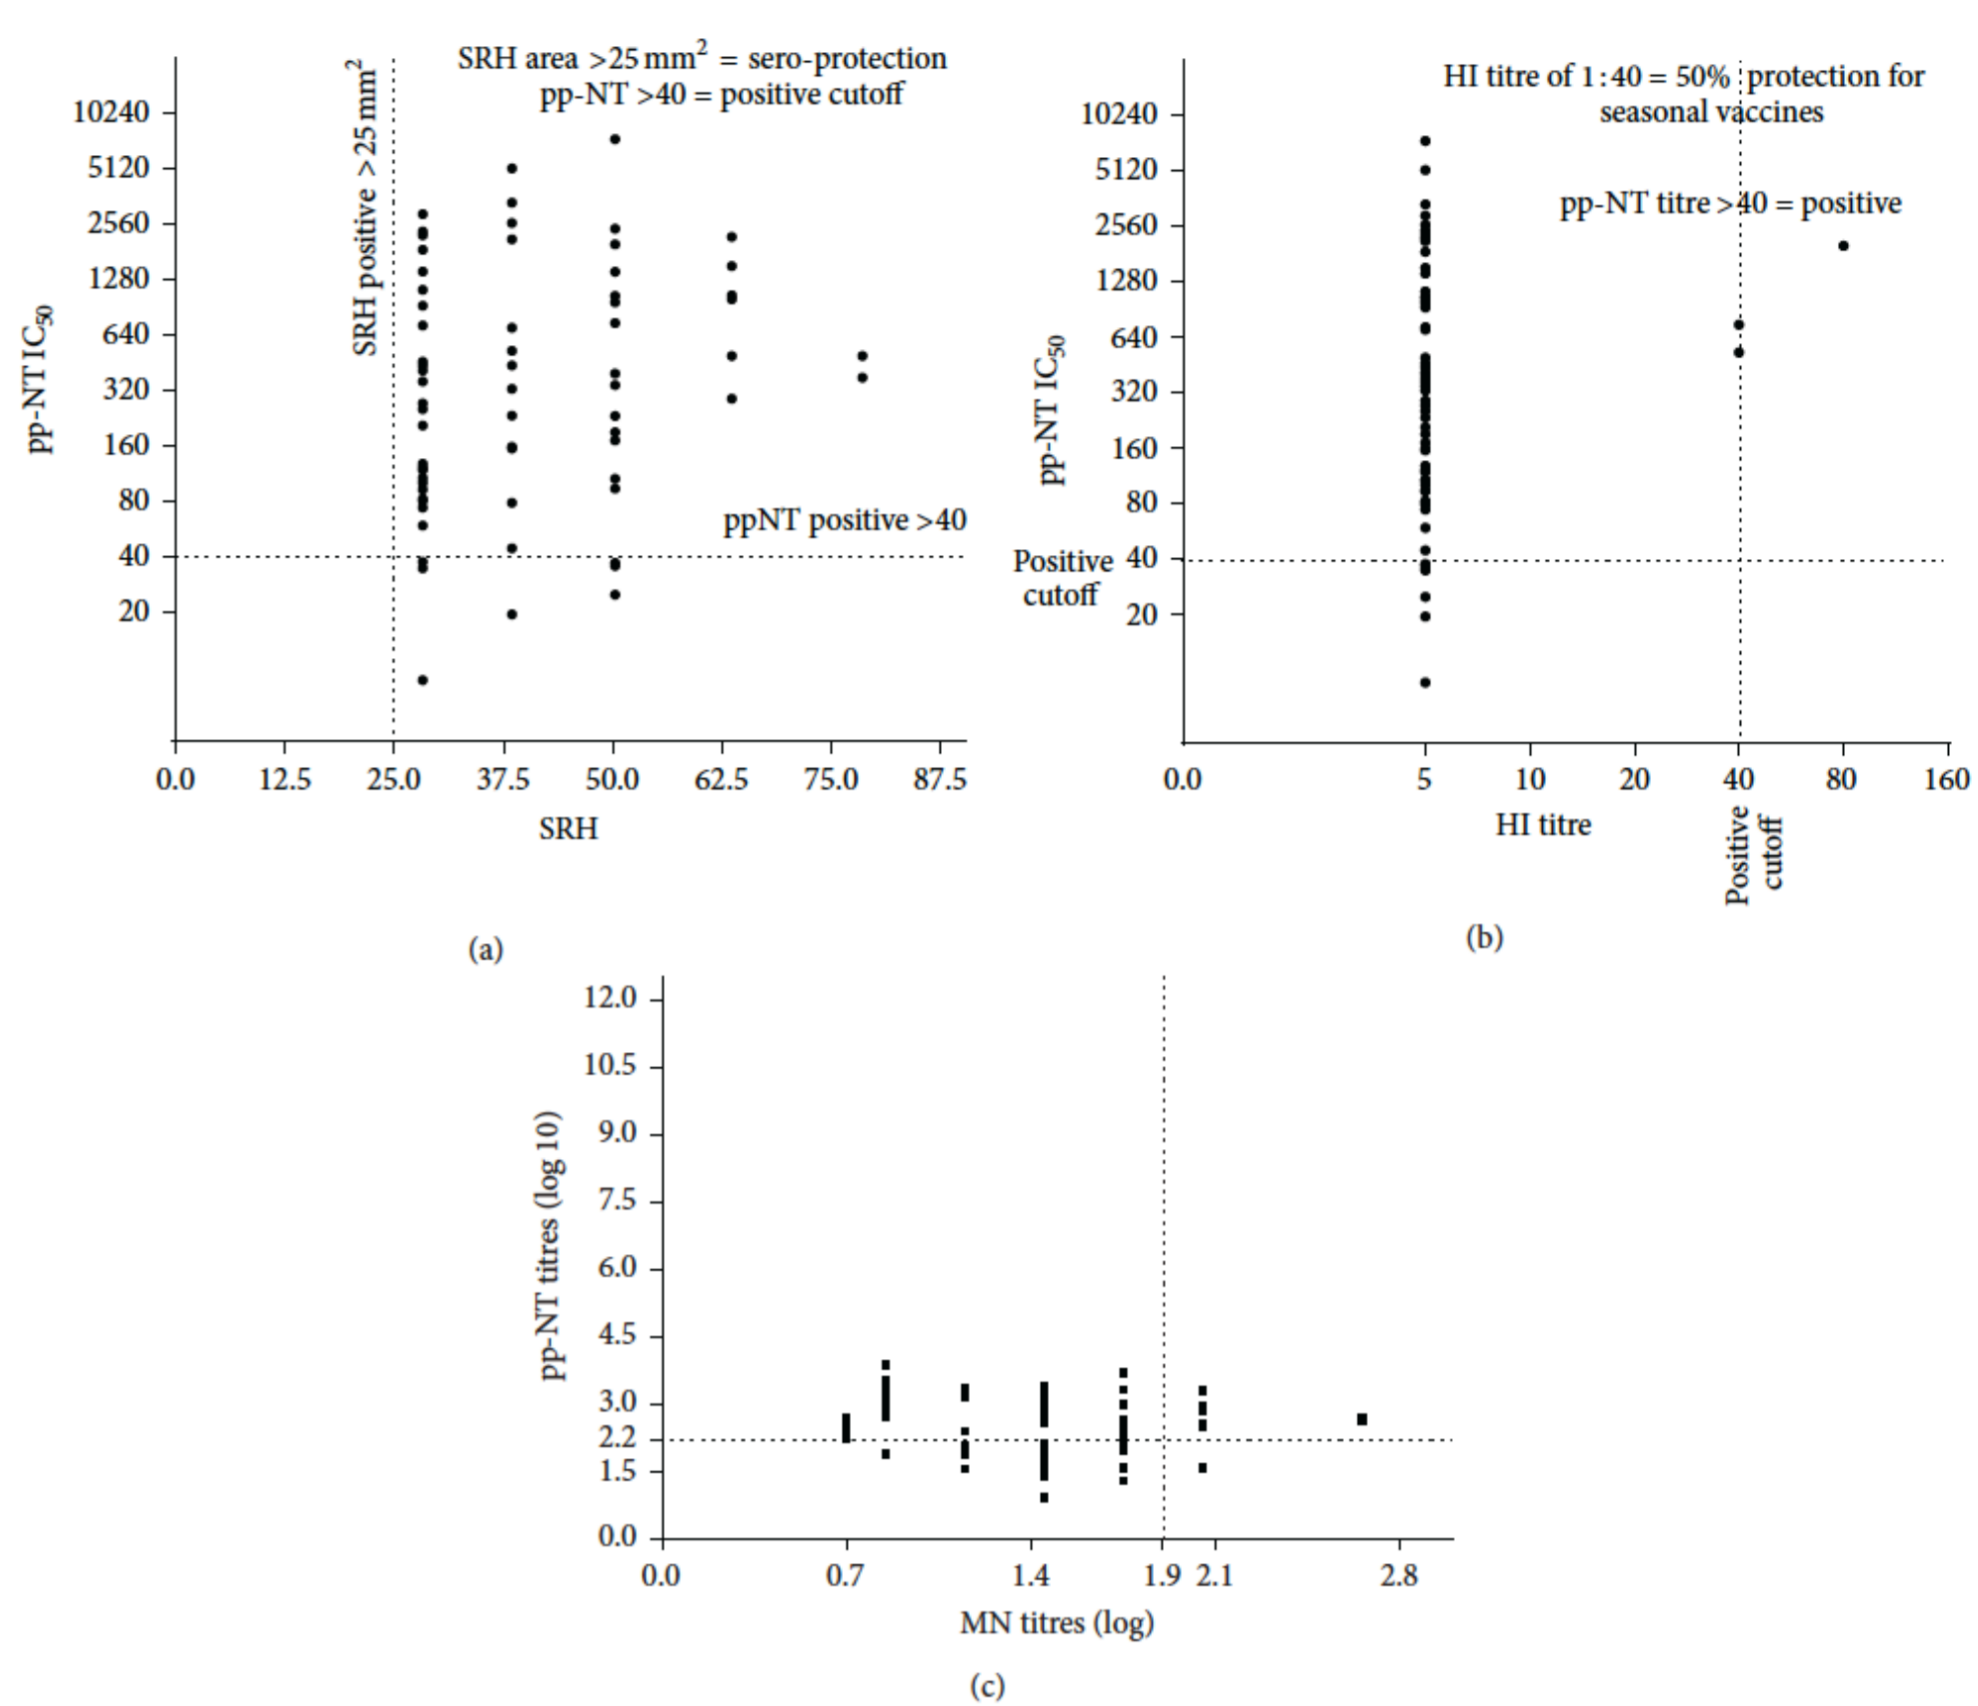 SRH area >25 mm² = sero-protection
pp-NT >40 = positive cutoff
SRH positive >25 mm²
pp-NT IC₅₀
10240
5120
2560
1280
640
320
160
80
40
20
ppNT positive >40
0.0 12.5 25.0 37.5 50.0 62.5 75.0 87.5
SRH
(a)
HI titre of 1:40 = 50% protection for
seasonal vaccines
pp-NT titre >40 = positive
pp-NT IC₅₀
10240
5120
2560
1280
640
320
160
80
40
20
Positive
cutoff
0.0 5 10 20 40 80 160
HI titre
Positive
cutoff
(b)
pp-NT titres (log 10)
12.0
10.5
9.0
7.5
6.0
4.5
3.0
2.2
1.5
0.0
0.0 0.7 1.4 1.9 2.1 2.8
MN titres (log)
(c)